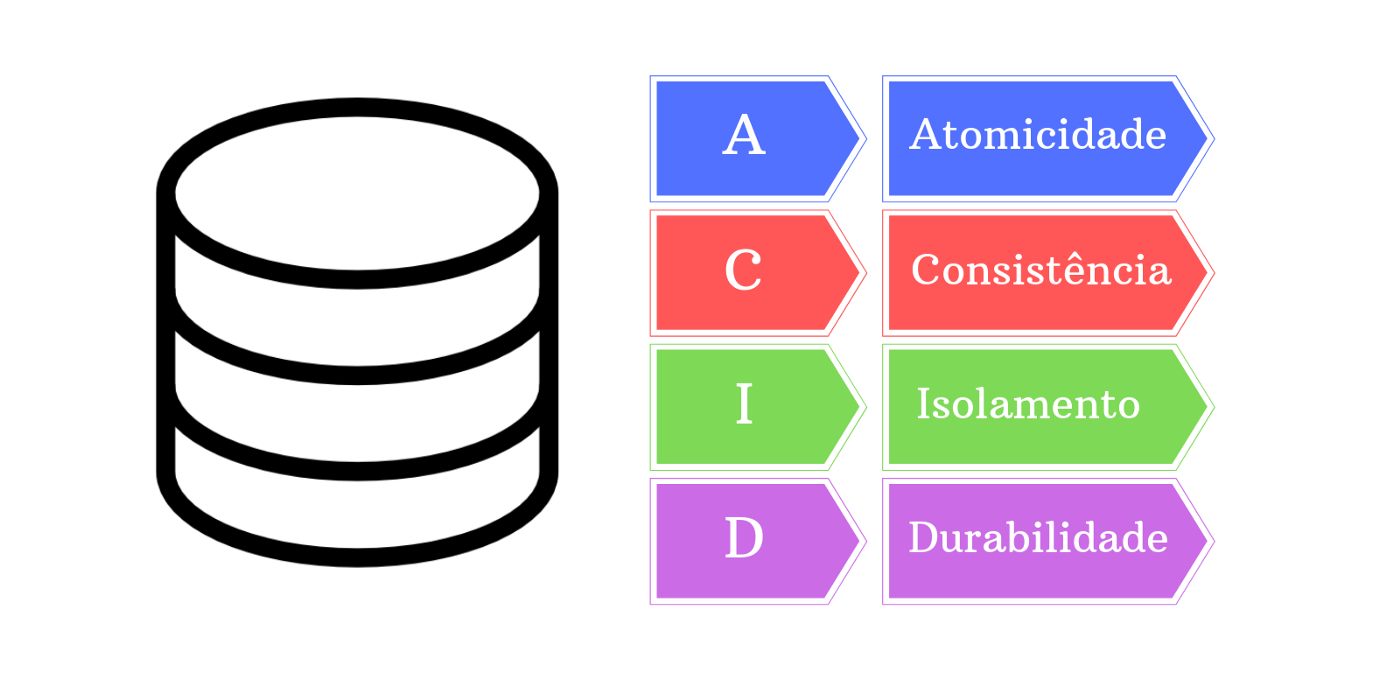 A Atomicidade
C Consistência
I Isolamento
D Durabilidade